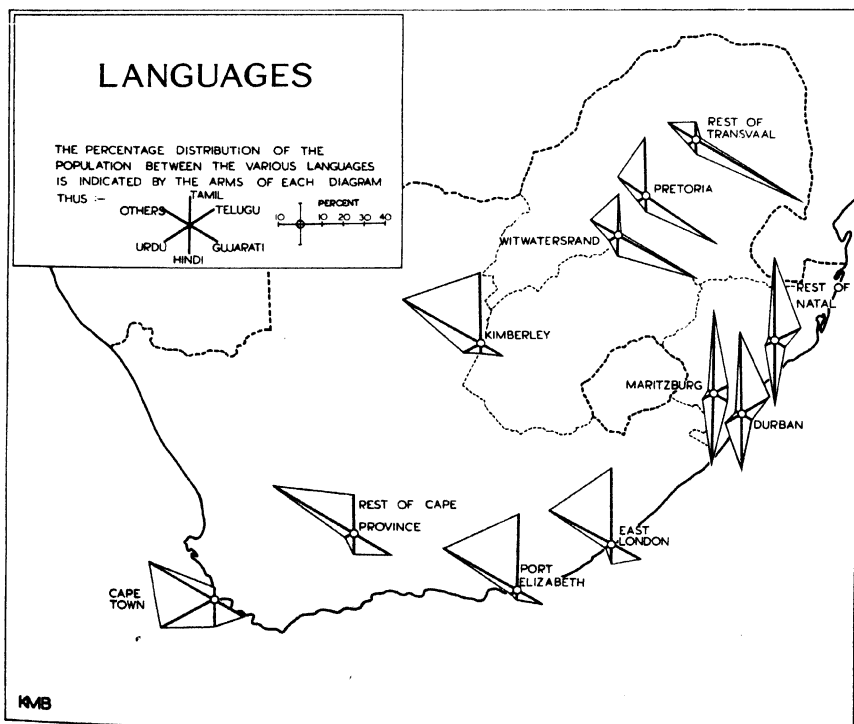 LANGUAGES
THE PERCENTAGE DISTRIBUTION OF THE
POPULATION BETWEEN THE VARIOUS LANGUAGES
IS INDICATED BY THE ARMS OF EACH DIAGRAM
THUS :-
TAMIL
OTHERS
TELUGU
URDU
GUJARATI
HINDI
PERCENT
10 10 20 30 40
REST OF
TRANSVAAL
PRETORIA
WITWATERSRAND
KIMBERLEY
REST OF
NATAL
MARITZBURG
DURBAN
REST OF CAPE
PROVINCE
EAST
LONDON
PORT
ELIZABETH
CAPE
TOWN
KMB